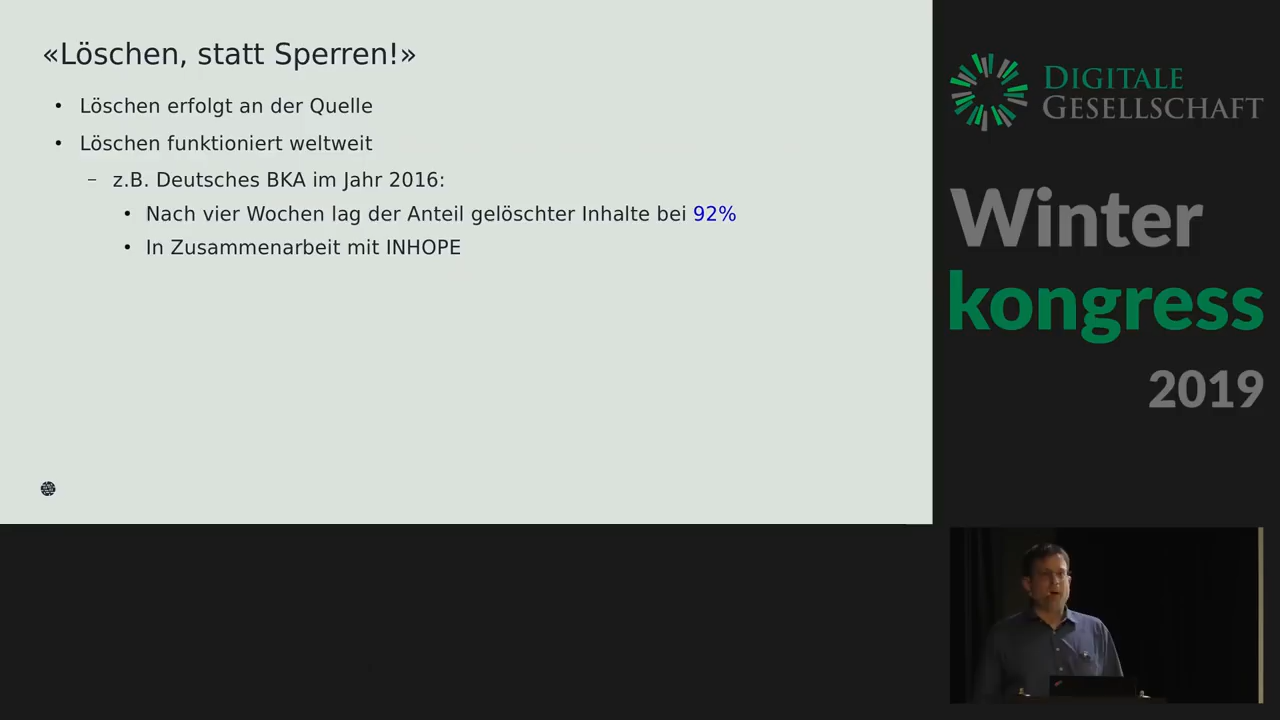 «Löschen, statt Sperren!»
• Löschen erfolgt an der Quelle
• Löschen funktioniert weltweit
– z.B. Deutsches BKA im Jahr 2016:
• Nach vier Wochen lag der Anteil gelöschter Inhalte bei 92%
• In Zusammenarbeit mit INHOPE
DIGITALE
GESELLSCHAFT
Winter
kongress
2019